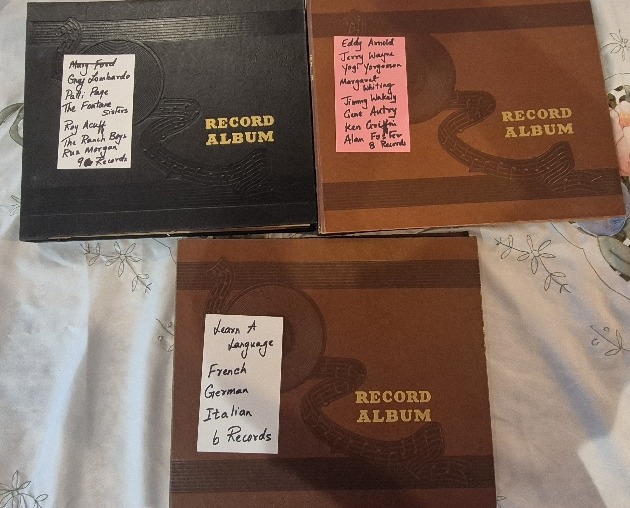 Mary Ford
Guy Lombardo
Patti Page
The Fontane
Sisters
Roy Acuff
The Ranch Boys
Russ Morgan
9 Records
RECORD
ALBUM
Eddy Arnold
Jerry Wayne
Yogi Yorgesson
Margaret
Whiting
Jimmy Wakely
Gene Autry
Ken Griffin
Alan Foster
8 Records
RECORD
ALBUM
Learn A
Language
French
German
Italian
6 Records
RECORD
ALBUM